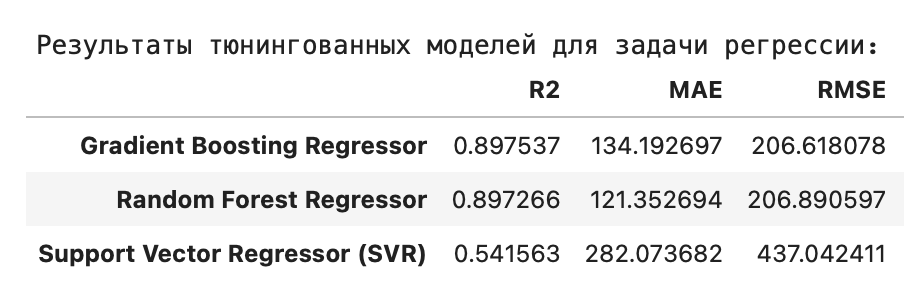 Результаты тюнингованных моделей для задачи регрессии:
R2 MAE RMSE
Gradient Boosting Regressor 0.897537 134.192697 206.618078
Random Forest Regressor 0.897266 121.352694 206.890597
Support Vector Regressor (SVR) 0.541563 282.073682 437.042411